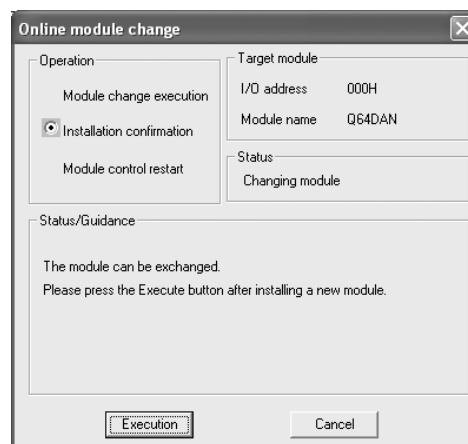 Online module change
Operation
Module change execution
Installation confirmation
Module control restart
Target module
I/O address 000H
Module name Q64DAN
Status
Changing module
Status/Guidance
The module can be exchanged.
Please press the Execute button after installing a new module.
Execution
Cancel